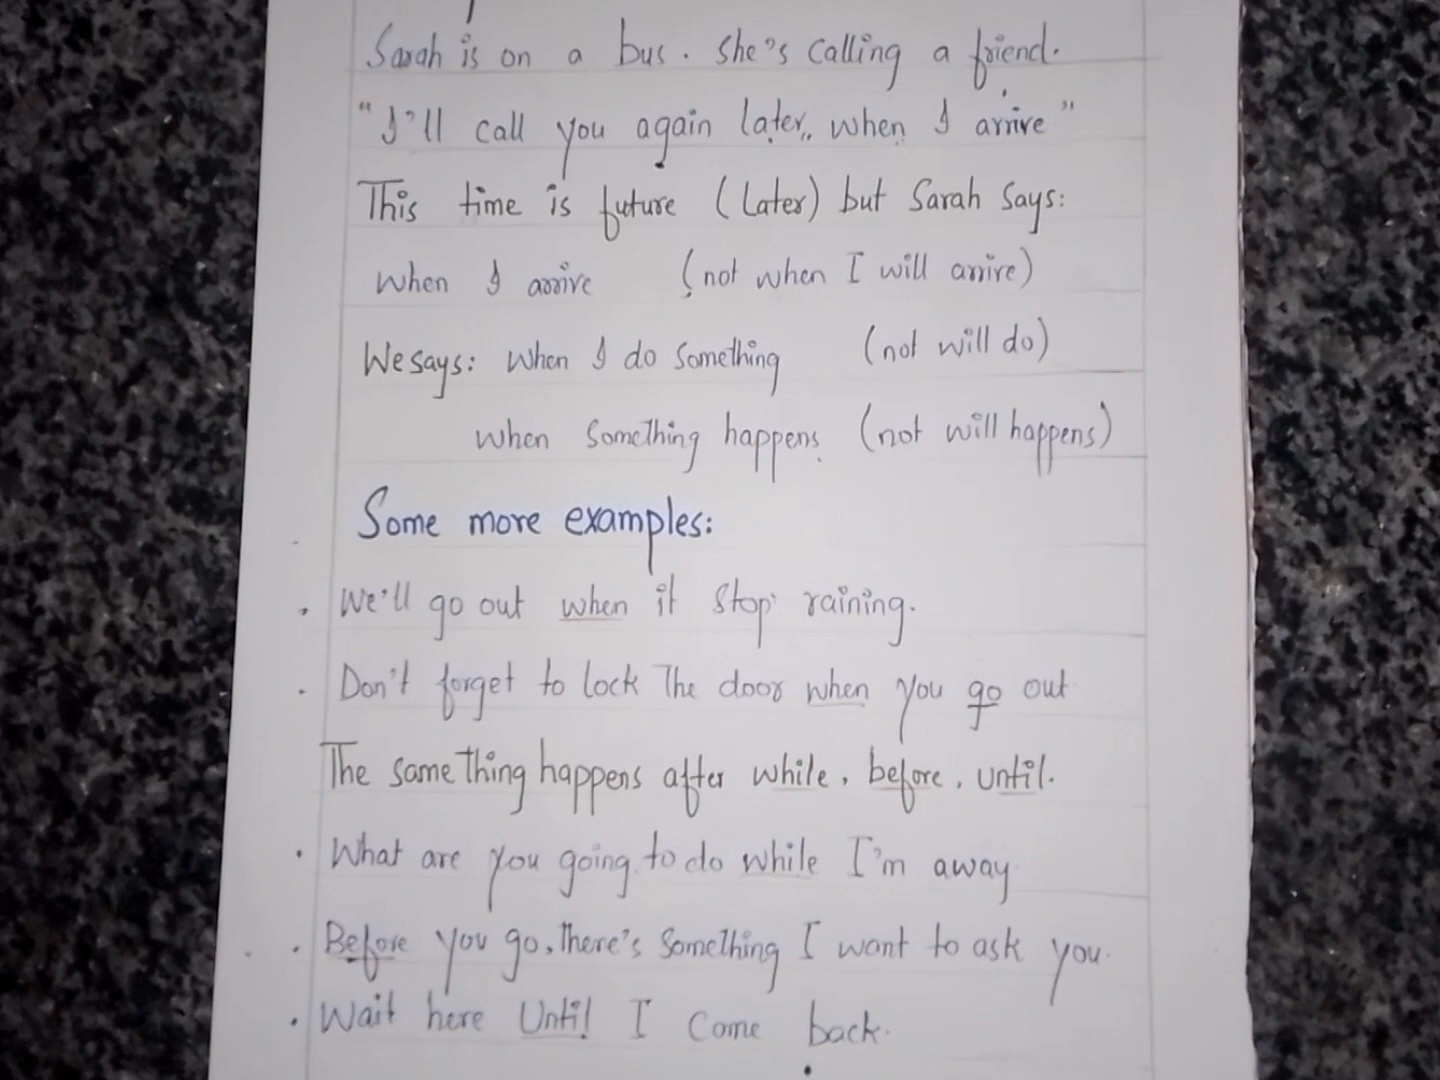 Sarah is on a bus. She's calling a friend.
"I'll call you again later, when I arrive"
This time is future (Later) but Sarah says:
when I arrive (not when I will arrive)
We says: when I do something (not will do)
when something happens (not will happens)
Some more examples:
. We'll go out when it stop raining.
. Don't forget to lock The door when you go out
The same thing happens after while, before, until.
. What are you going to do while I'm away
. Before you go, there's something I want to ask you.
. Wait here Until I come back.